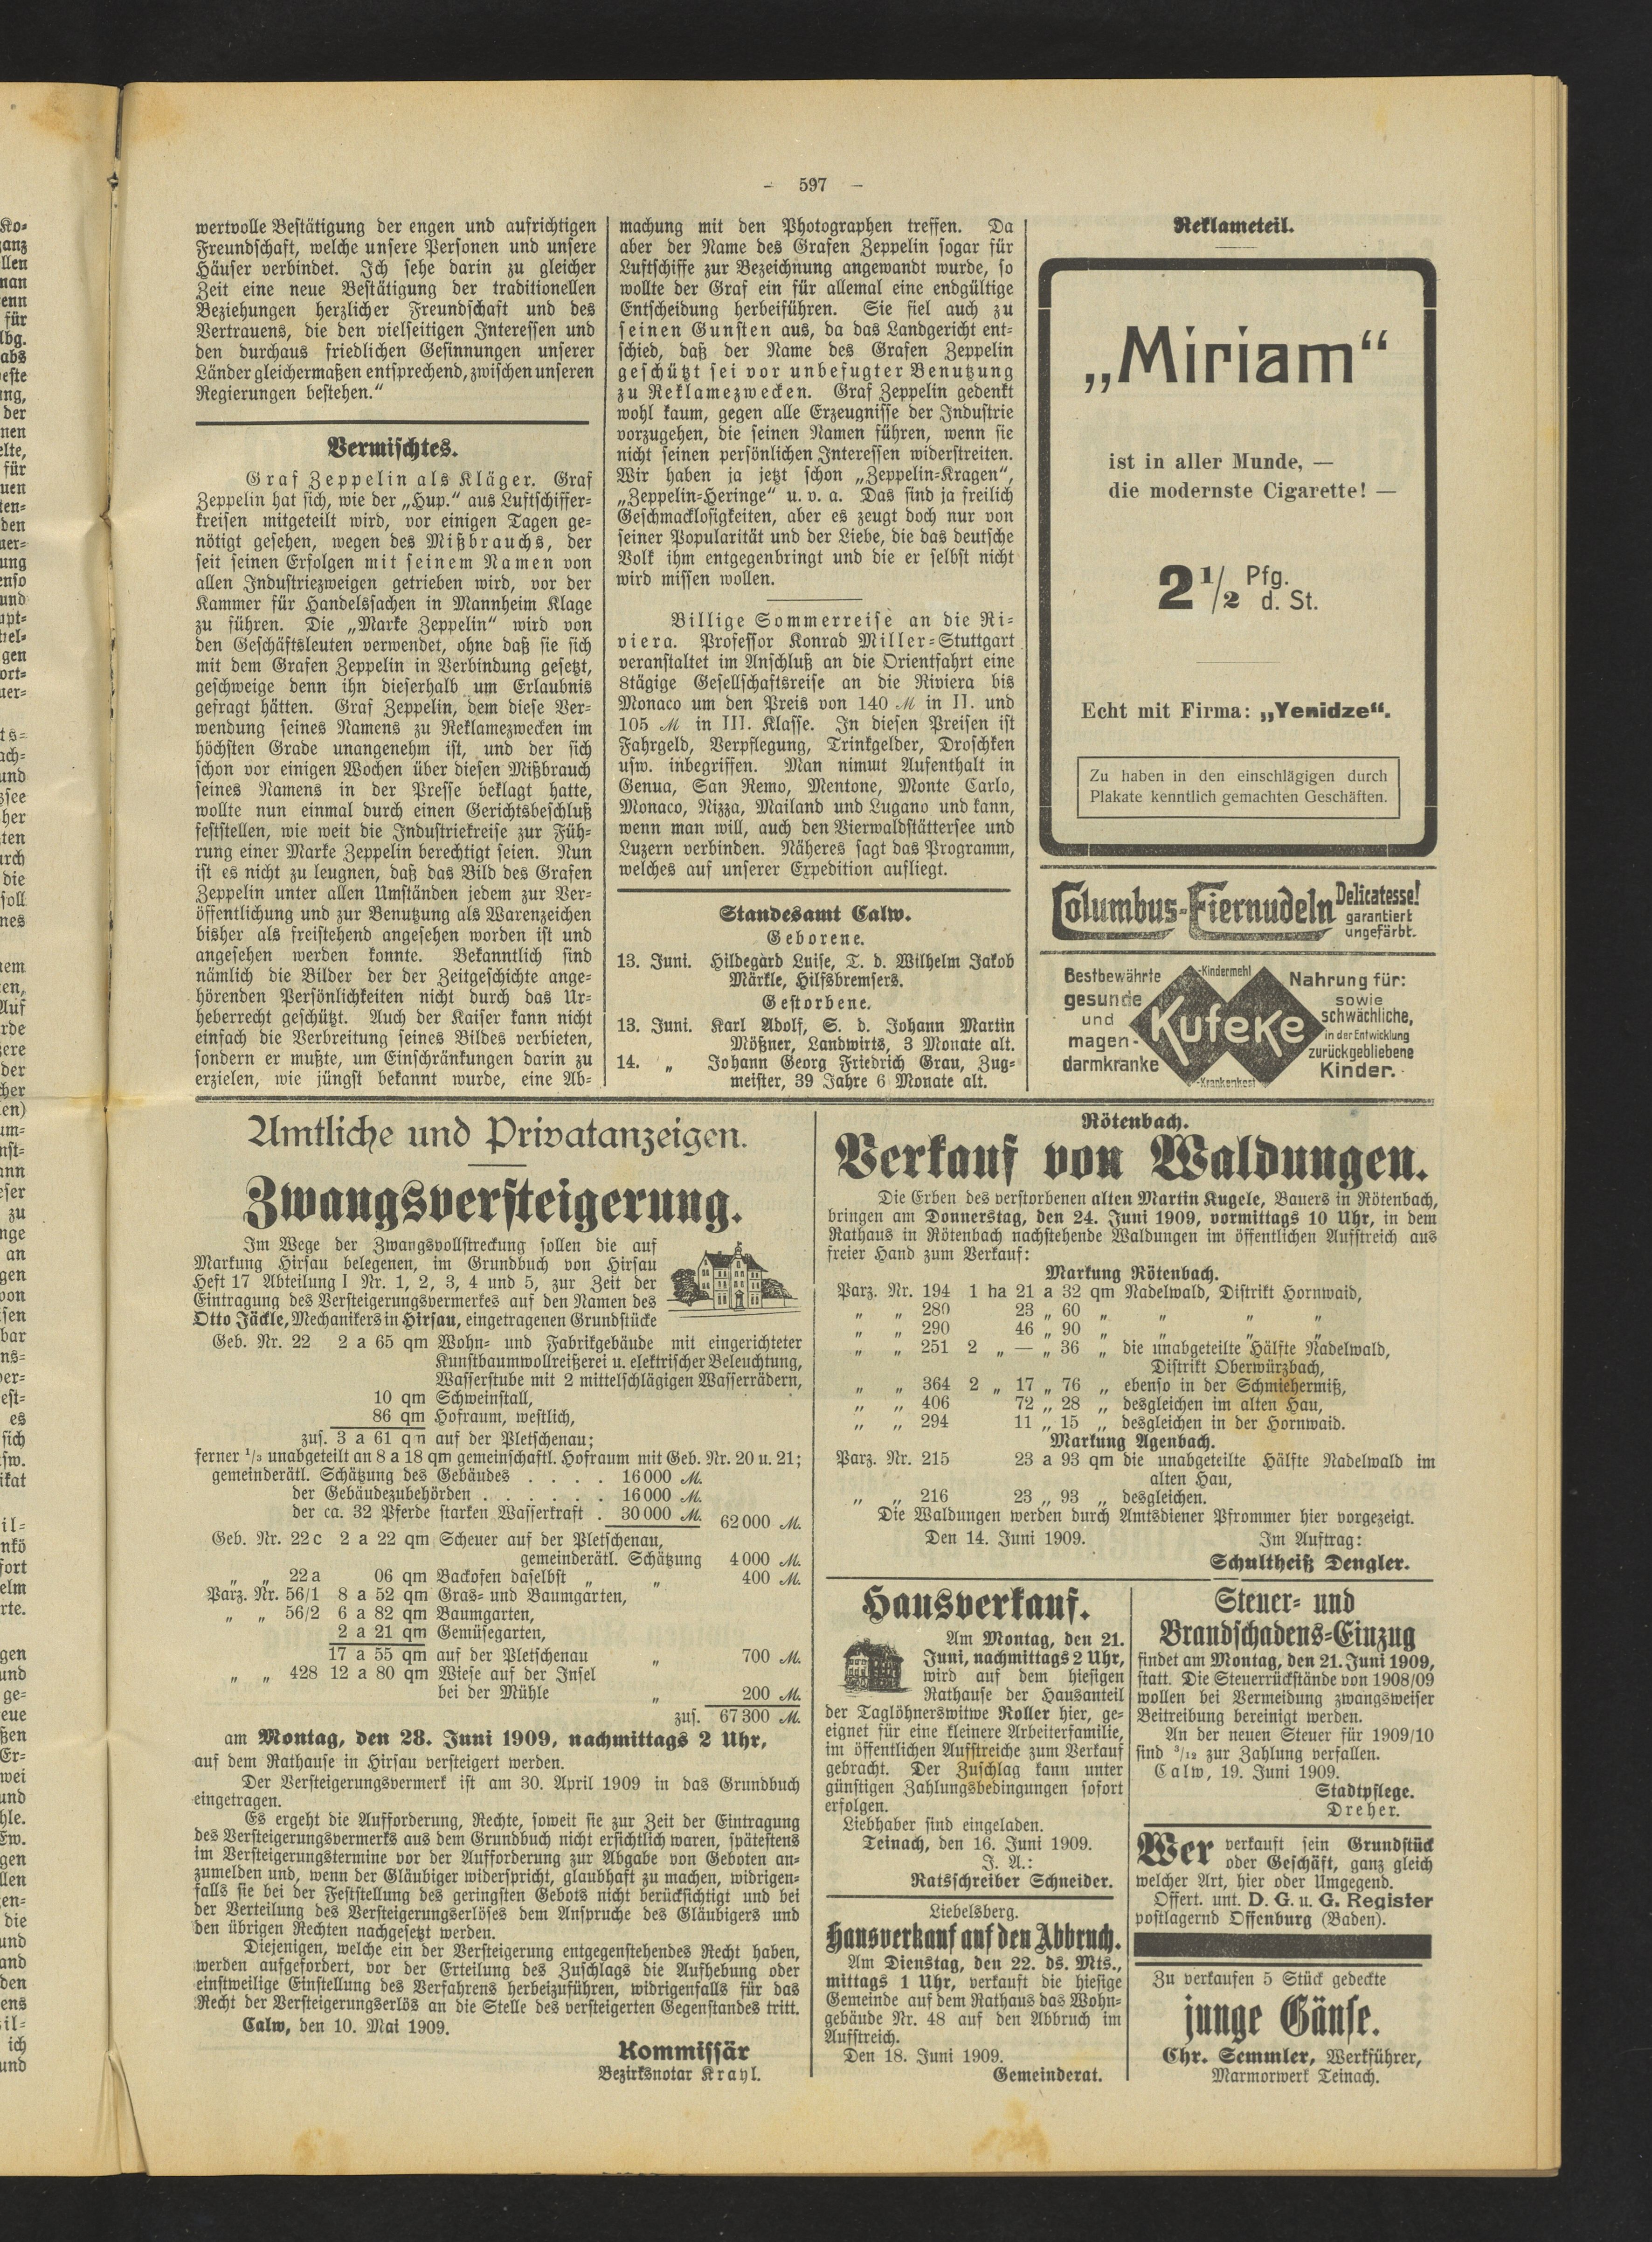 - 597 -
wertvolle Bestätigung der engen und aufrichtigen
Freundschaft, welche unsere Personen und unsere
Häuser verbindet. Ich sehe darin zu gleicher
Zeit eine neue Bestätigung der traditionellen
Beziehungen herzlicher Freundschaft und des
Vertrauens, die den vielseitigen Interessen und
den durchaus friedlichen Gesinnungen unserer
Länder gleichermaßen entsprechend, zwischen unseren
Regierungen bestehen.“
Vermischtes.
Graf Zeppelin als Kläger. Graf
Zeppelin hat sich, wie der „Hup.“ aus Luftschiffer-
kreisen mitgeteilt wird, vor einigen Tagen ge-
nötigt gesehen, wegen des Mißbrauchs, der
seit seinen Erfolgen mit seinem Namen von
allen Industriezweigen getrieben wird, vor der
Kammer für Handelssachen in Mannheim Klage
zu führen. Die „Marke Zeppelin“ wird von
den Geschäftsleuten verwendet, ohne daß sie sich
mit dem Grafen Zeppelin in Verbindung gesetzt,
geschweige denn ihn dieserhalb um Erlaubnis
gefragt hätten. Graf Zeppelin, dem diese Ver-
wendung seines Namens zu Reklamezwecken im
höchsten Grade unangenehm ist, und der sich
schon vor einigen Wochen über diesen Mißbrauch
seines Namens in der Presse beklagt hatte,
wollte nun einmal durch einen Gerichtsbeschluß
feststellen, wie weit die Industriekreise zur Füh-
rung einer Marke Zeppelin berechtigt seien. Nun
ist es nicht zu leugnen, daß das Bild des Grafen
Zeppelin unter allen Umständen jedem zur Ver-
öffentlichung und zur Benutzung als Warenzeichen
bisher als freistehend angesehen worden ist und
angesehen werden konnte. Bekanntlich sind
nämlich die Bilder der der Zeitgeschichte ange-
hörenden Persönlichkeiten nicht durch das Ur-
heberrecht geschützt. Auch der Kaiser kann nicht
einfach die Verbreitung seines Bildes verbieten,
sondern er mußte, um Einschränkungen darin zu
erzielen, wie jüngst bekannt wurde, eine Ab-
machung mit den Photographen treffen. Da
aber der Name des Grafen Zeppelin sogar für
Luftschiffe zur Bezeichnung angewandt wurde, so
wollte der Graf ein für allemal eine endgültige
Entscheidung herbeiführen. Sie fiel auch zu
seinen Gunsten aus, da das Landgericht ent-
schied, daß der Name des Grafen Zeppelin
geschützt sei vor unbefugter Benutzung
zu Reklamezwecken. Graf Zeppelin gedenkt
wohl kaum, gegen alle Erzeugnisse der Industrie
vorzugehen, die seinen Namen führen, wenn sie
nicht seinen persönlichen Interessen widerstreiten.
Wir haben ja jetzt schon „Zeppelin-Kragen“,
„Zeppelin-Heringe“ u. v. a. Das sind ja freilich
Geschmacklosigkeiten, aber es zeugt doch nur von
seiner Popularität und der Liebe, die das deutsche
Volk ihm entgegenbringt und die er selbst nicht
wird missen wollen.
Billige Sommerreise an die Ri-
viera. Professor Konrad Miller-Stuttgart
veranstaltet im Anschluß an die Orientfahrt eine
8tägige Gesellschaftsreise an die Riviera bis
Monaco um den Preis von 140 M in II. und
105 M in III. Klasse. In diesen Preisen ist
Fahrgeld, Verpflegung, Trinkgelder, Droschken
usw. inbegriffen. Man nimmt Aufenthalt in
Genua, San Remo, Mentone, Monte Carlo,
Monaco, Nizza, Mailand und Lugano und kann,
wenn man will, auch den Vierwaldstättersee und
Luzern verbinden. Näheres sagt das Programm,
welches auf unserer Expedition aufliegt.
Standesamt Calw.
Geborene.
13. Juni. Hildegard Luise, T. d. Wilhelm Jakob
Märkle, Hilfsbremsers.
Gestorbene.
13. Juni. Karl Adolf, S. d. Johann Martin
Mößner, Landwirts, 3 Monate alt.
14. „ Johann Georg Friedrich Grau, Zug-
meister, 39 Jahre 6 Monate alt.
Reklameteil.
„Miriam“
ist in aller Munde, —
die modernste Cigarette! —
2 1/2 Pfg.
d. St.
Echt mit Firma: „Yenidze“.
Zu haben in den einschlägigen durch
Plakate kenntlich gemachten Geschäften.
Columbus-Eiernudeln Delicatesse!
garantiert
ungefärbt.
Bestbewährte
gesunde
und
magen-
darmkranke
-Kindermehl
Kufeke
-Krankenkost
Nahrung für:
sowie
schwächliche,
in der Entwicklung
zurückgebliebene
Kinder.
Amtliche und Privatanzeigen.
Zwangsversteigerung.
Im Wege der Zwangsvollstreckung sollen die auf
Markung Hirsau belegenen, im Grundbuch von Hirsau
Heft 17 Abteilung I Nr. 1, 2, 3, 4 und 5, zur Zeit der
Eintragung des Versteigerungsvermerkes auf den Namen des
Otto Jäckle, Mechanikers in Hirsau, eingetragenen Grundstücke
Geb. Nr. 22 2 a 65 qm Wohn- und Fabrikgebäude mit eingerichteter
Kunstbaumwollreißerei u. elektrischer Beleuchtung,
Wasserstube mit 2 mittelschlägigen Wasserrädern,
10 qm Schweinstall,
86 qm Hofraum, westlich,
zus. 3 a 61 qm auf der Pletschenau;
ferner 1/3 unabgeteilt an 8 a 18 qm gemeinschaftl. Hofraum mit Geb. Nr. 20 u. 21;
gemeinderätl. Schätzung des Gebäudes . . . . 16000 M.
der Gebäudezubehörden . . . . . . 16000 M.
der ca. 32 Pferde starken Wasserkraft . 30000 M. 62000 M.
Geb. Nr. 22c 2 a 22 qm Scheuer auf der Pletschenau,
gemeinderätl. Schätzung 4000 M.
„ „ 22a 06 qm Backofen daselbst „ „ 400 M.
Parz. Nr. 56/1 8 a 52 qm Gras- und Baumgarten,
„ „ 56/2 6 a 82 qm Baumgarten,
2 a 21 qm Gemüsegarten,
17 a 55 qm auf der Pletschenau „ 700 M.
„ „ 428 12 a 80 qm Wiese auf der Insel
bei der Mühle „ 200 M.
zus. 67300 M.
am Montag, den 28. Juni 1909, nachmittags 2 Uhr,
auf dem Rathause in Hirsau versteigert werden.
Der Versteigerungsvermerk ist am 30. April 1909 in das Grundbuch
eingetragen.
Es ergeht die Aufforderung, Rechte, soweit sie zur Zeit der Eintragung
des Versteigerungsvermerks aus dem Grundbuch nicht ersichtlich waren, spätestens
im Versteigerungstermine vor der Aufforderung zur Abgabe von Geboten an-
zumelden und, wenn der Gläubiger widerspricht, glaubhaft zu machen, widrigen-
falls sie bei der Feststellung des geringsten Gebots nicht berücksichtigt und bei
der Verteilung des Versteigerungserlöses dem Anspruche des Gläubigers und
den übrigen Rechten nachgesetzt werden.
Diejenigen, welche ein der Versteigerung entgegenstehendes Recht haben,
werden aufgefordert, vor der Erteilung des Zuschlags die Aufhebung oder
einstweilige Einstellung des Verfahrens herbeizuführen, widrigenfalls für das
Recht der Versteigerungserlös an die Stelle des versteigerten Gegenstandes tritt.
Calw, den 10. Mai 1909.
Kommissär
Bezirksnotar Krayl.
Rötenbach.
Verkauf von Waldungen.
Die Erben des verstorbenen alten Martin Kugele, Bauers in Rötenbach,
bringen am Donnerstag, den 24. Juni 1909, vormittags 10 Uhr, in dem
Rathaus in Rötenbach nachstehende Waldungen im öffentlichen Aufstreich aus
freier Hand zum Verkauf:
Markung Rötenbach.
Parz. Nr. 194 1 ha 21 a 32 qm Nadelwald, Distrikt Hornwaid,
„ „ 280 23 „ 60 „ „ „ „
„ „ 290 46 „ 90 „ „ „ „
„ „ 251 2 „ — „ 36 „ die unabgeteilte Hälfte Nadelwald,
Distrikt Oberwürzbach,
„ „ 364 2 „ 17 „ 76 „ ebenso in der Schmiehermiß,
„ „ 406 72 „ 28 „ desgleichen im alten Hau,
„ „ 294 11 „ 15 „ desgleichen in der Hornwaid.
Markung Agenbach.
Parz. Nr. 215 23 a 93 qm die unabgeteilte Hälfte Nadelwald im
alten Hau,
„ „ 216 23 „ 93 „ desgleichen.
Die Waldungen werden durch Amtsdiener Pfrommer hier vorgezeigt.
Den 14. Juni 1909. Im Auftrag:
Schultheiß Dengler.
Hausverkauf.
Am Montag, den 21.
Juni, nachmittags 2 Uhr,
wird auf dem hiesigen
Rathause der Hausanteil
der Taglöhnerswitwe Roller hier, ge-
eignet für eine kleinere Arbeiterfamilie,
im öffentlichen Aufstreiche zum Verkauf
gebracht. Der Zuschlag kann unter
günstigen Zahlungsbedingungen sofort
erfolgen.
Liebhaber sind eingeladen.
Teinach, den 16. Juni 1909.
J. A.:
Ratsschreiber Schneider.
Liebelsberg.
Hausverkauf auf den Abbruch.
Am Dienstag, den 22. ds. Mts.,
mittags 1 Uhr, verkauft die hiesige
Gemeinde auf dem Rathaus das Wohn-
gebäude Nr. 48 auf den Abbruch im
Aufstreich.
Den 18. Juni 1909.
Gemeinderat.
Steuer- und
Brandschadens-Einzug
findet am Montag, den 21. Juni 1909,
statt. Die Steuerrückstände von 1908/09
wollen bei Vermeidung zwangsweiser
Beitreibung bereinigt werden.
An der neuen Steuer für 1909/10
sind 3/12 zur Zahlung verfallen.
Calw, 19. Juni 1909.
Stadtpflege.
Dreher.
Wer verkauft sein Grundstück
oder Geschäft, ganz gleich
welcher Art, hier oder Umgegend.
Offert. unt. D. G. u. G. Register
postlagernd Offenburg (Baden).
Zu verkaufen 5 Stück gedeckte
junge Gänse.
Chr. Semmler, Werkführer,
Marmorwerk Teinach.